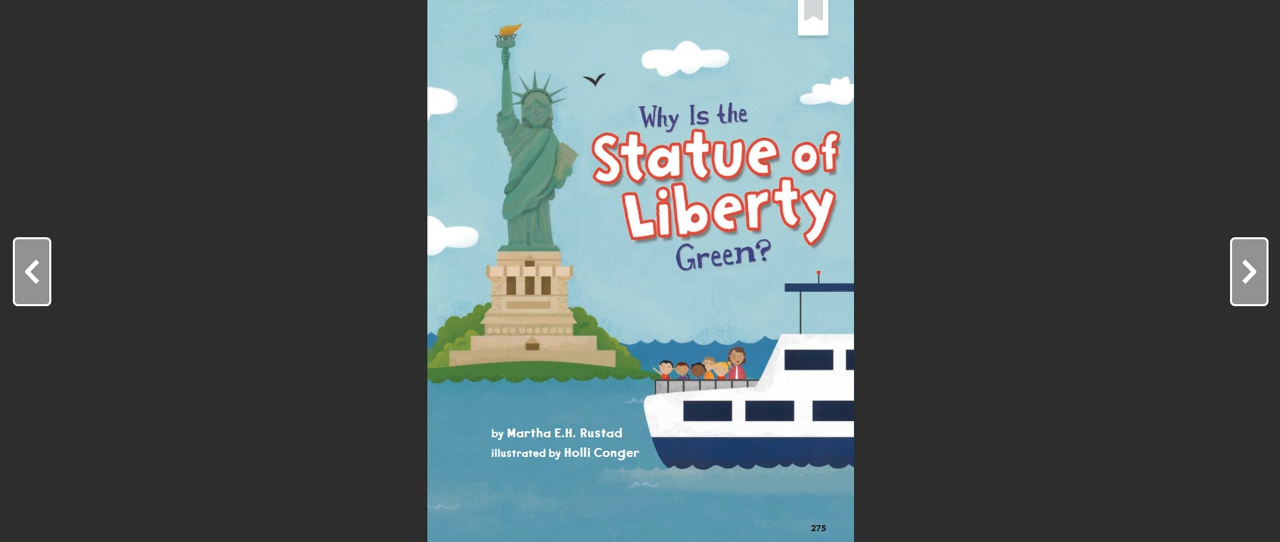 Why Is the
Statue of
Liberty
Green?
by Martha E.H. Rustad
illustrated by Holli Conger
275